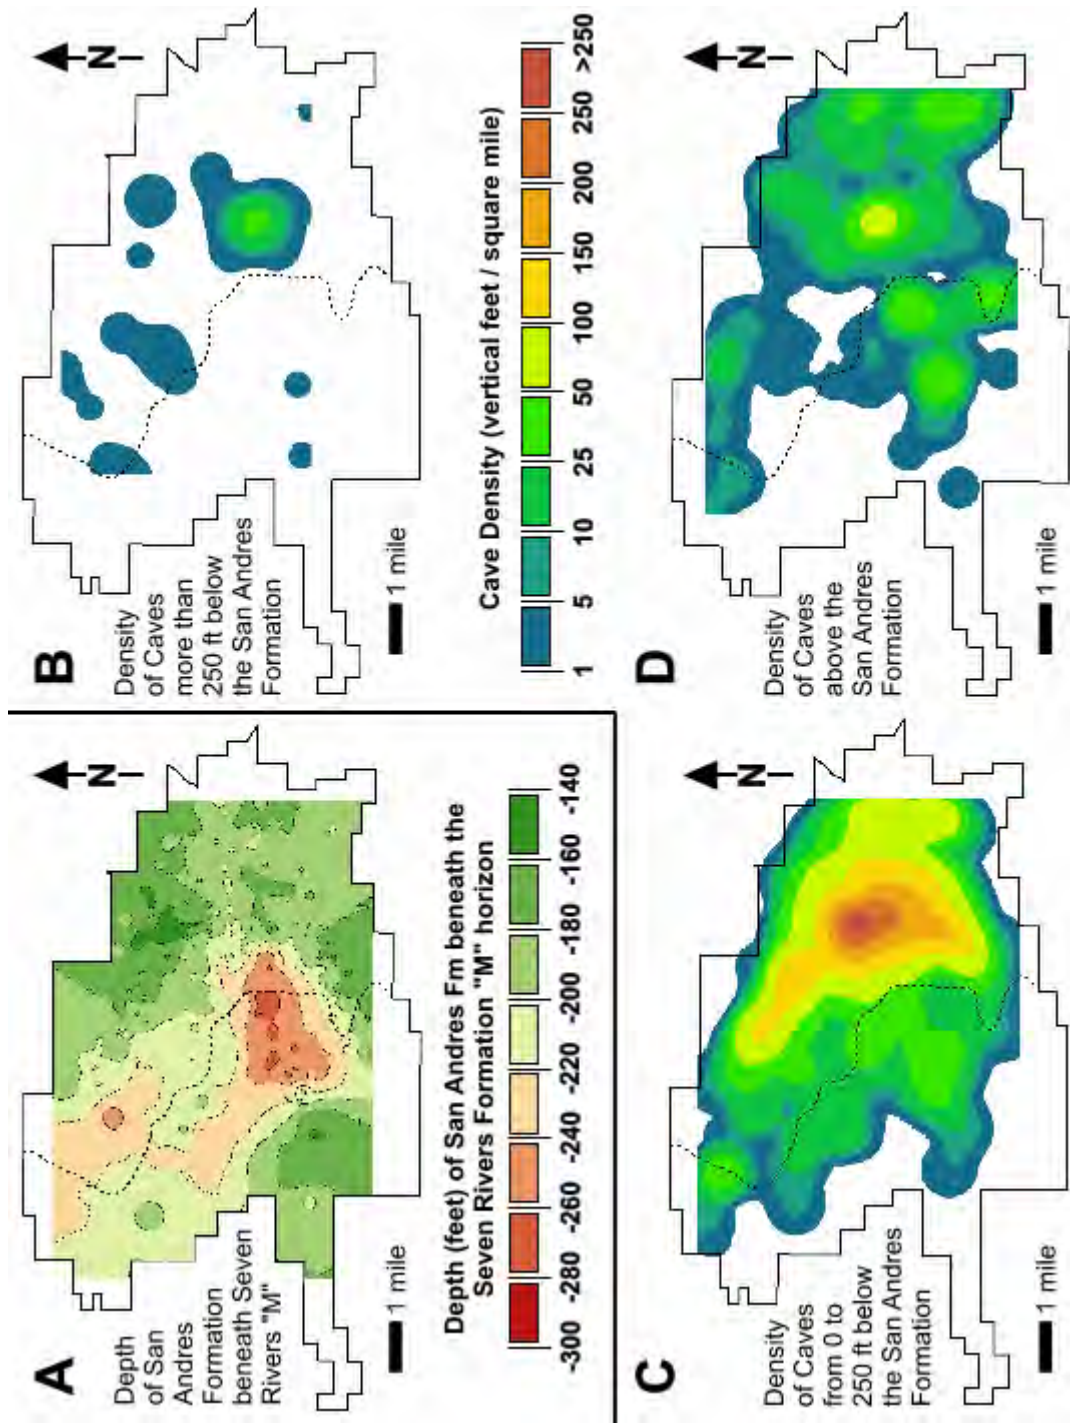 A
Depth
of San
Andres
Formation
beneath Seven
Rivers "M"
N
1 mile
Depth (feet) of San Andres Fm beneath the
Seven Rivers Formation "M" horizon
-300 -280 -260 -240 -220 -200 -180 -160 -140
B
Density
of Caves
more than
250 ft below
the San Andres
Formation
N
1 mile
Cave Density (vertical feet / square mile)
1 5 10 25 50 100 150 200 250 >250
C
Density
of Caves
from 0 to
250 ft below
the San Andres
Formation
N
1 mile
D
Density
of Caves
above the
San Andres
Formation
N
1 mile